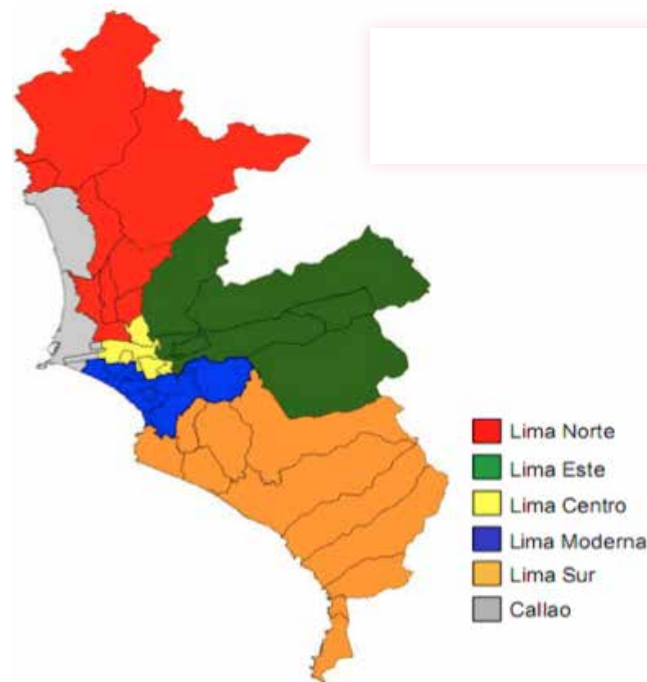 Lima Norte
Lima Este
Lima Centro
Lima Moderna
Lima Sur
Callao